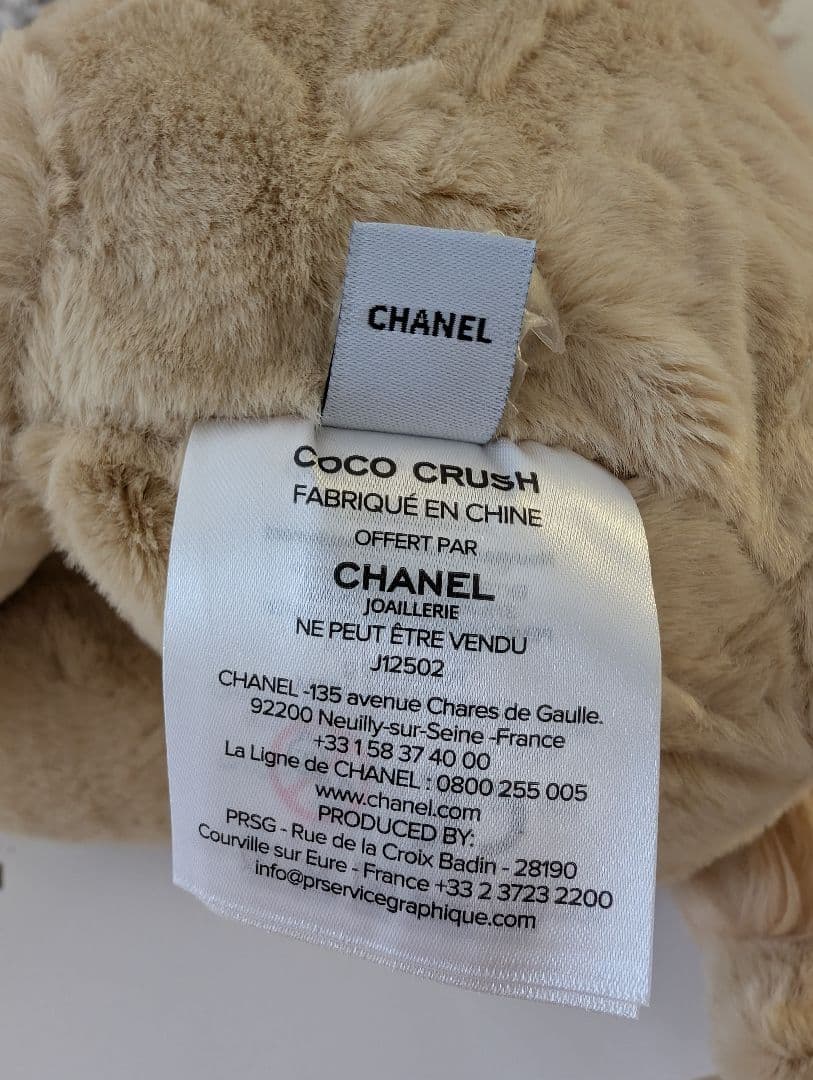 CHANEL
COCO CRUSH
FABRIQUÉ EN CHINE
OFFERT PAR
CHANEL
JOAILLERIE
NE PEUT ÊTRE VENDU
J12502
CHANEL -135 avenue Chares de Gaulle.
92200 Neuilly-sur-Seine -France
+33 1 58 37 40 00
La Ligne de CHANEL : 0800 255 005
www.chanel.com
PRODUCED BY:
PRSG - Rue de la Croix Badin - 28190
Courville sur Eure - France +33 2 3723 2200
info@prservicegraphique.com